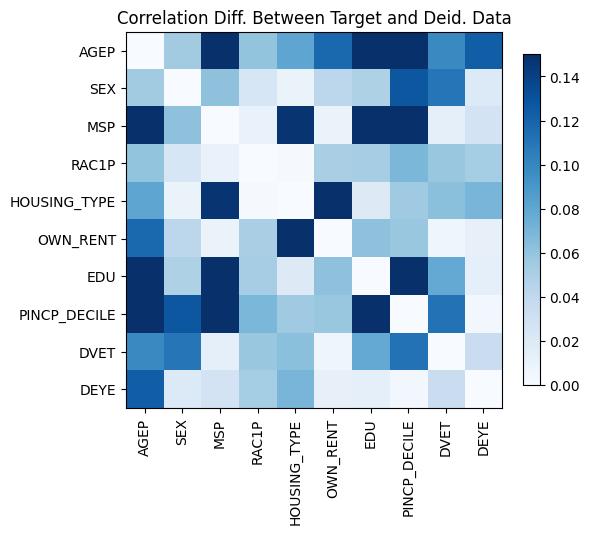 Correlation Diff. Between Target and Deid. Data
AGEP
SEX
MSP
RAC1P
HOUSING_TYPE
OWN_RENT
EDU
PINCP_DECILE
DVET
DEYE
AGEP
SEX
MSP
RAC1P
HOUSING_TYPE
OWN_RENT
EDU
PINCP_DECILE
DVET
DEYE
0.14
0.12
0.10
0.08
0.06
0.04
0.02
0.00